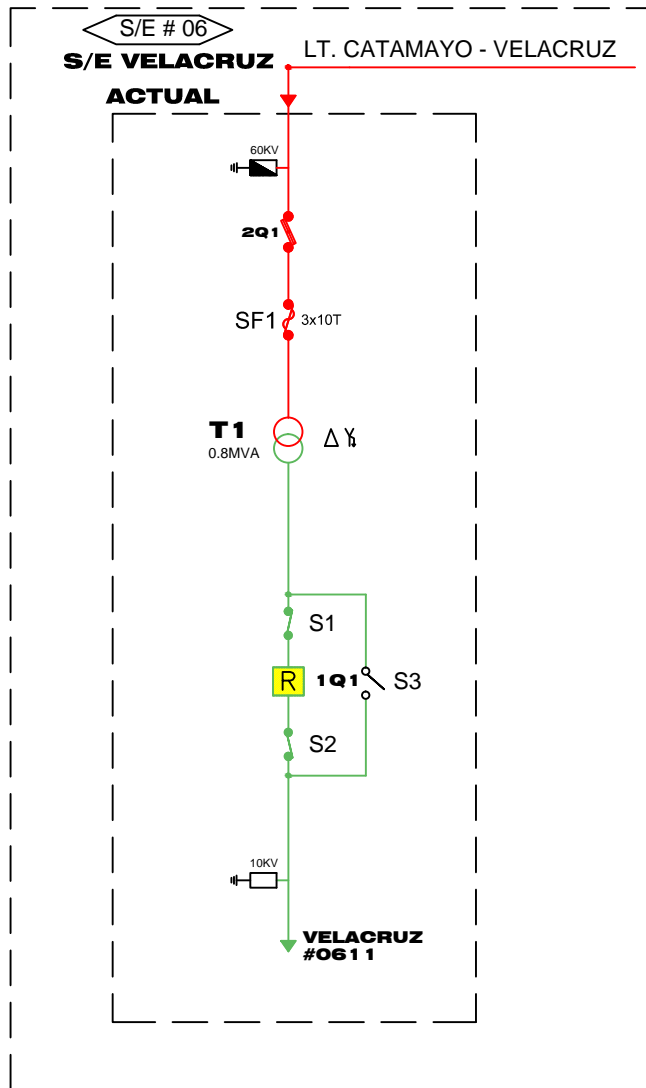 S/E # 06
S/E VELACRUZ
LT. CATAMAYO - VELACRUZ
ACTUAL
60KV
2Q1
SF1 3x10T
T1
0.8MVA
Δ Y
S1
R 1Q1 S3
S2
10KV
VELACRUZ
#0611